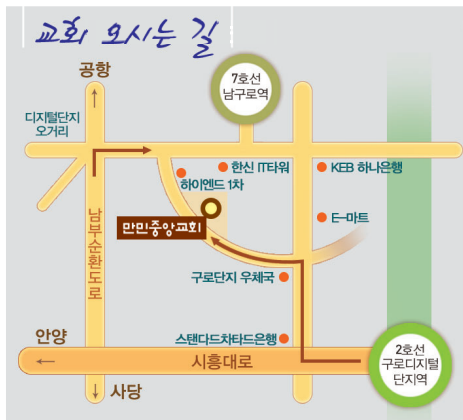 교회 오시는 길
공항
7호선
남구로역
디지털단지
오거리
한신 IT타워
KEB 하나은행
하이엔드 1차
남부순환도로
만민중앙교회
E-마트
구로단지 우체국
스탠다드차타드은행
안양
시흥대로
2호선
구로디지털
단지역
사당